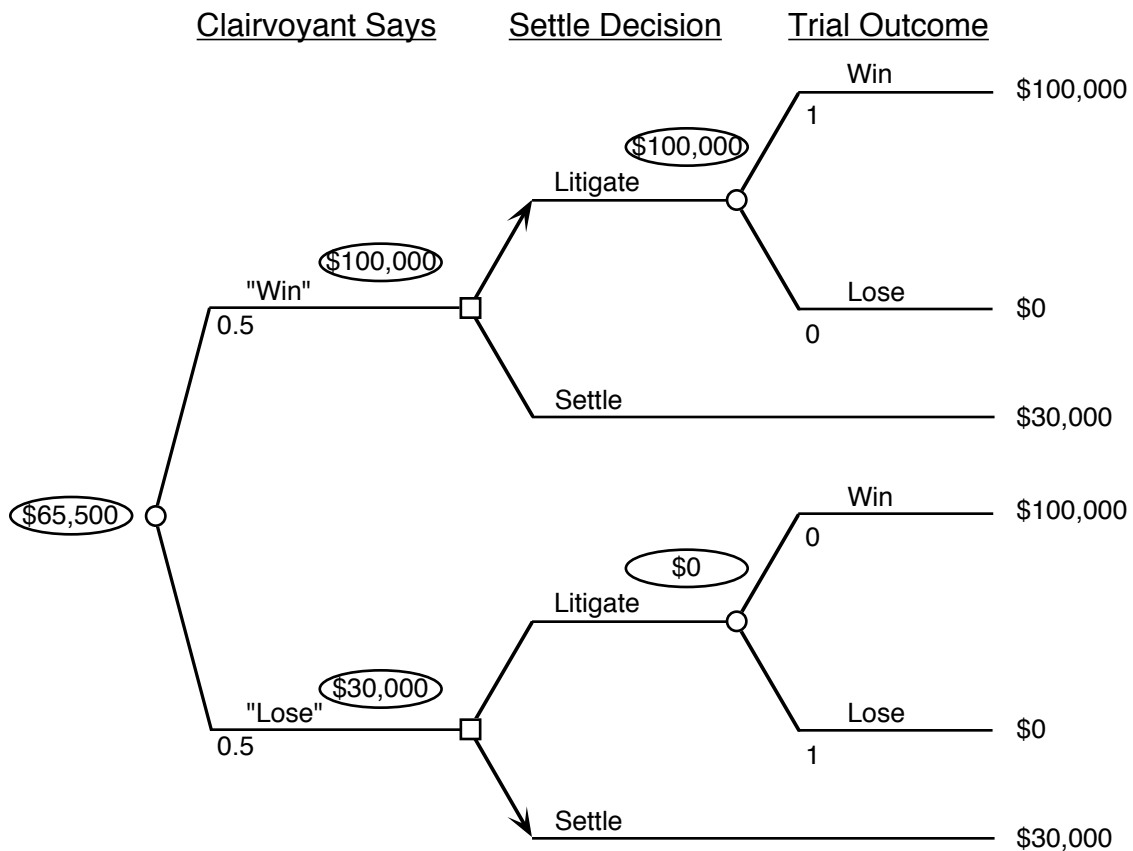 Clairvoyant Says Settle Decision Trial Outcome
Win
$100,000
1
$100,000
Litigate
$100,000
"Win"
0.5
Lose
$0
0
Settle
$30,000
$65,500
Win
$100,000
0
$0
Litigate
$30,000
"Lose"
0.5
Lose
$0
1
Settle
$30,000